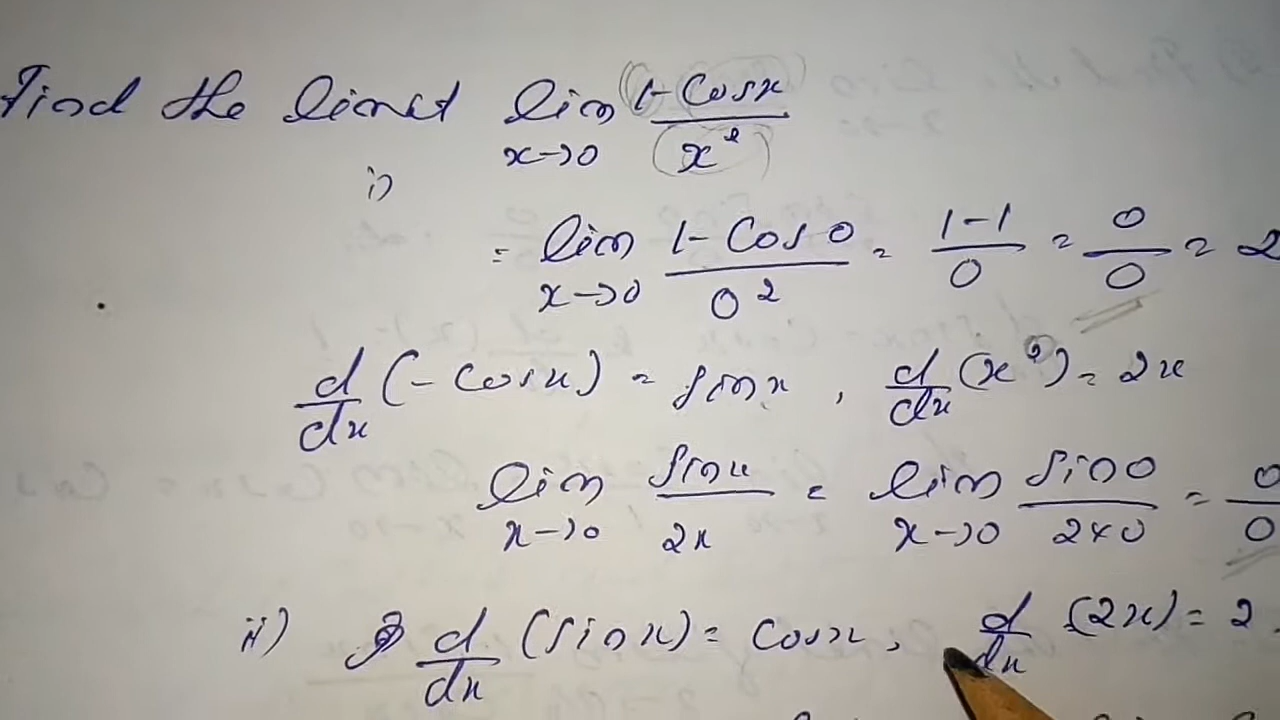 Find the limit lim x→0 (1-Cosx)/x²
i)
= lim x→0 (1-Cos0)/0² = (1-1)/0 = 0/0 = 2
d/dx (-Cosx) = sinx, d/dx (x²) = 2x
lim x→0 sinx/2x = lim x→0 sin0/2×0 = 0/0
ii) d/dx (sinx) = Cosx, d/dx (2x) = 2